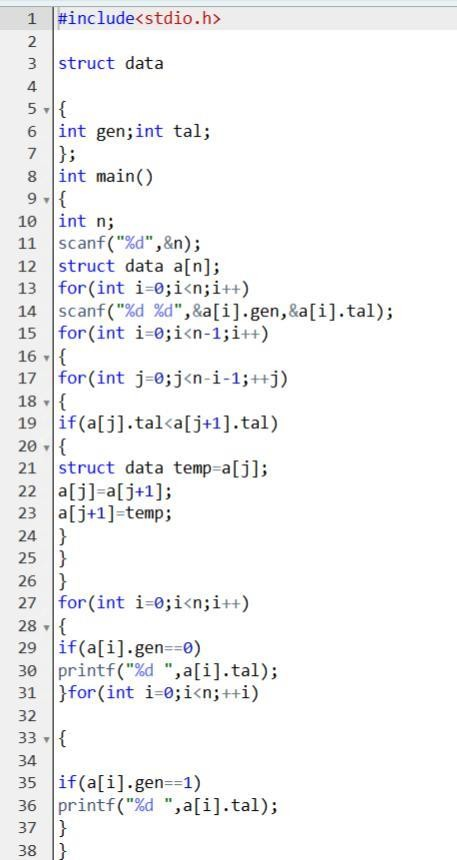 1 #include<stdio.h>
2
3 struct data
4
5 {
6 int gen;int tal;
7 };
8 int main()
9 {
10 int n;
11 scanf("%d",&n);
12 struct data a[n];
13 for(int i=0;i<n;i++)
14 scanf("%d %d",&a[i].gen,&a[i].tal);
15 for(int i=0;i<n-1;i++)
16 {
17 for(int j=0;j<n-i-1;++j)
18 {
19 if(a[j].tal<a[j+1].tal)
20 {
21 struct data temp=a[j];
22 a[j]=a[j+1];
23 a[j+1]=temp;
24 }
25 }
26 }
27 for(int i=0;i<n;i++)
28 {
29 if(a[i].gen==0)
30 printf("%d ",a[i].tal);
31 }for(int i=0;i<n;++i)
32
33 {
34
35 if(a[i].gen==1)
36 printf("%d ",a[i].tal);
37 }
38 }